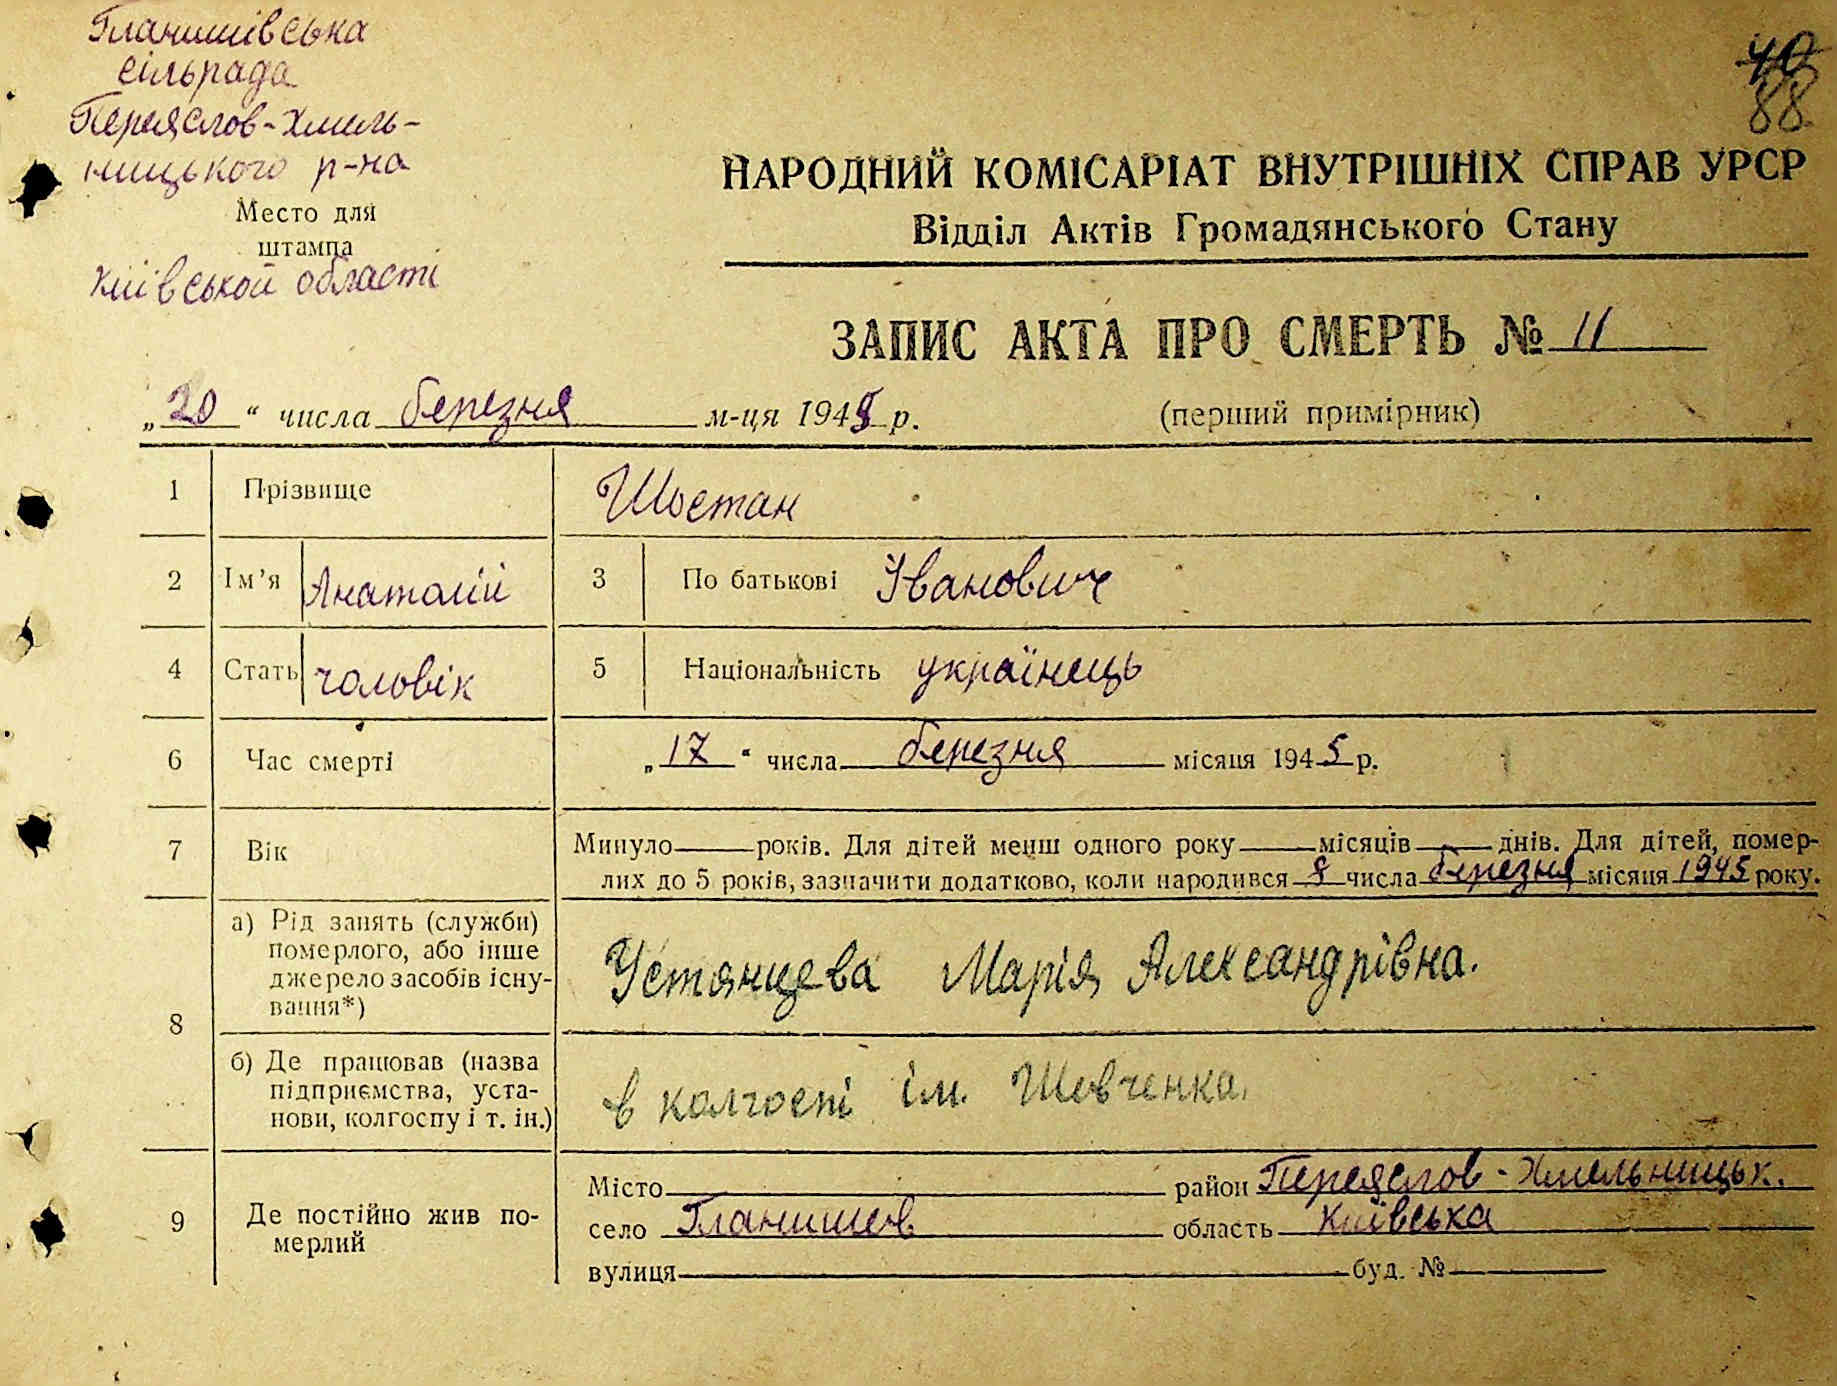 Гланишівська
сільрада
Переяслов-Хмель-
ницького р-на
Место для
штампа
Київськой області
40
88
НАРОДНИЙ КОМІСАРІАТ ВНУТРІШНІХ СПРАВ УРСР
Відділ Актів Громадянського Стану
ЗАПИС АКТА ПРО СМЕРТЬ № 11
„20“ числа березня м-ця 1945 р. (перший примірник)
1 Прізвище Шостак
2 Ім'я Анатолій 3 По батькові Іванович
4 Стать чоловік 5 Національність українець
6 Час смерті „17“ числа березня місяця 1945 р.
7 Вік Минуло років. Для дітей менш одного року місяців днів. Для дітей, помер-
лих до 5 років, зазначити додатково, коли народився 8 числа березня місяця 1945 року.
8 а) Рід занять (служби)
померлого, або інше
джерело засобів існу-
вання*) Устянцева Марія Александрівна.
б) Де працював (назва
підприємства, уста-
нови, колгоспу і т. ін.) в колгоспі ім. Шевченка.
9 Де постійно жив по-
мерлий
Місто район Переяслов-Хмельницьк.
село Гланишев область Київська
вулиця буд. №